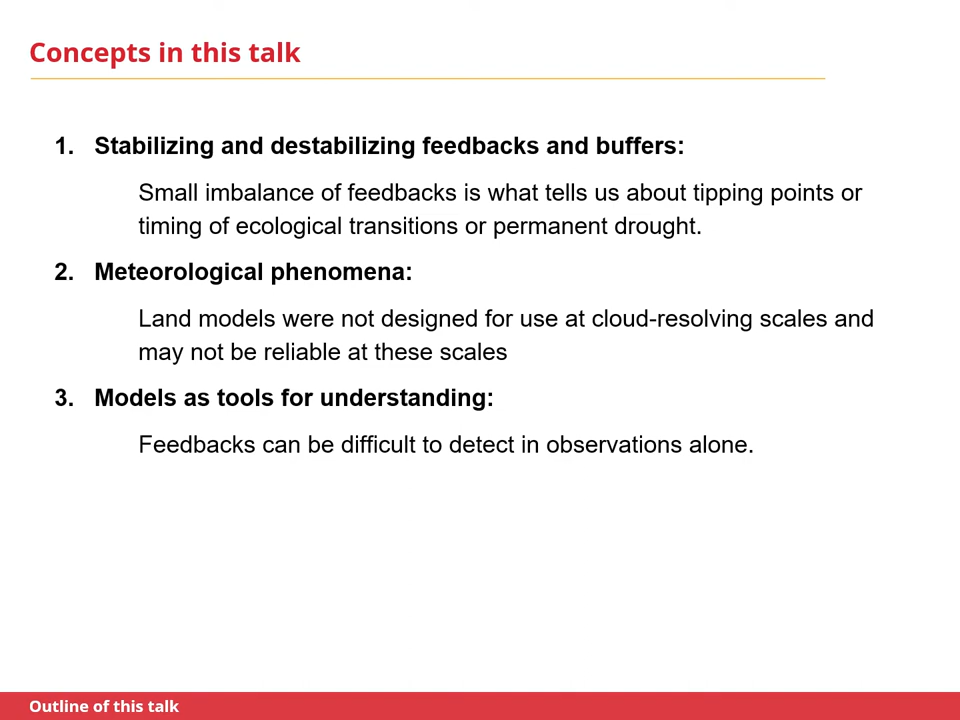 Concepts in this talk
1. Stabilizing and destabilizing feedbacks and buffers:
Small imbalance of feedbacks is what tells us about tipping points or
timing of ecological transitions or permanent drought.
2. Meteorological phenomena:
Land models were not designed for use at cloud-resolving scales and
may not be reliable at these scales
3. Models as tools for understanding:
Feedbacks can be difficult to detect in observations alone.
Outline of this talk